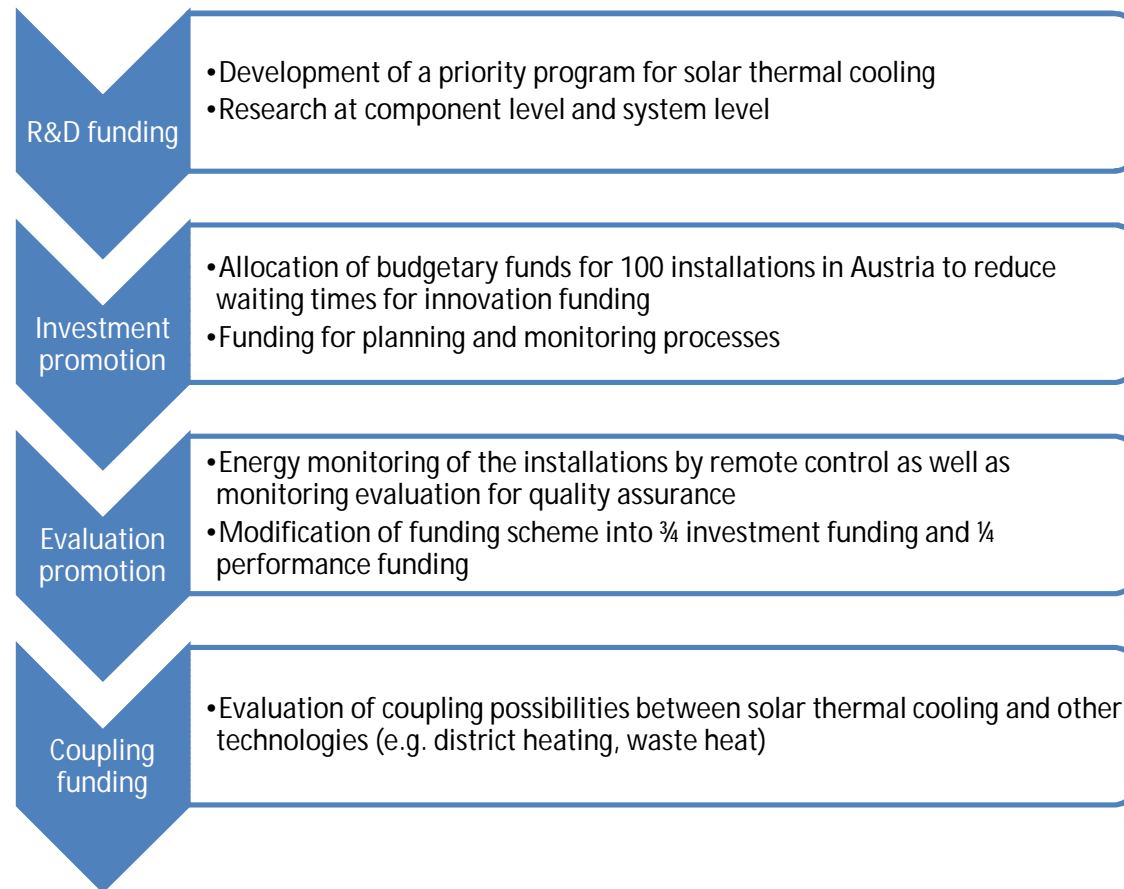 R&D funding
•Development of a priority program for solar thermal cooling
•Research at component level and system level
Investment
promotion
•Allocation of budgetary funds for 100 installations in Austria to reduce
waiting times for innovation funding
•Funding for planning and monitoring processes
Evaluation
promotion
•Energy monitoring of the installations by remote control as well as
monitoring evaluation for quality assurance
•Modification of funding scheme into ¾ investment funding and ¼
performance funding
Coupling
funding
•Evaluation of coupling possibilities between solar thermal cooling and other
technologies (e.g. district heating, waste heat)